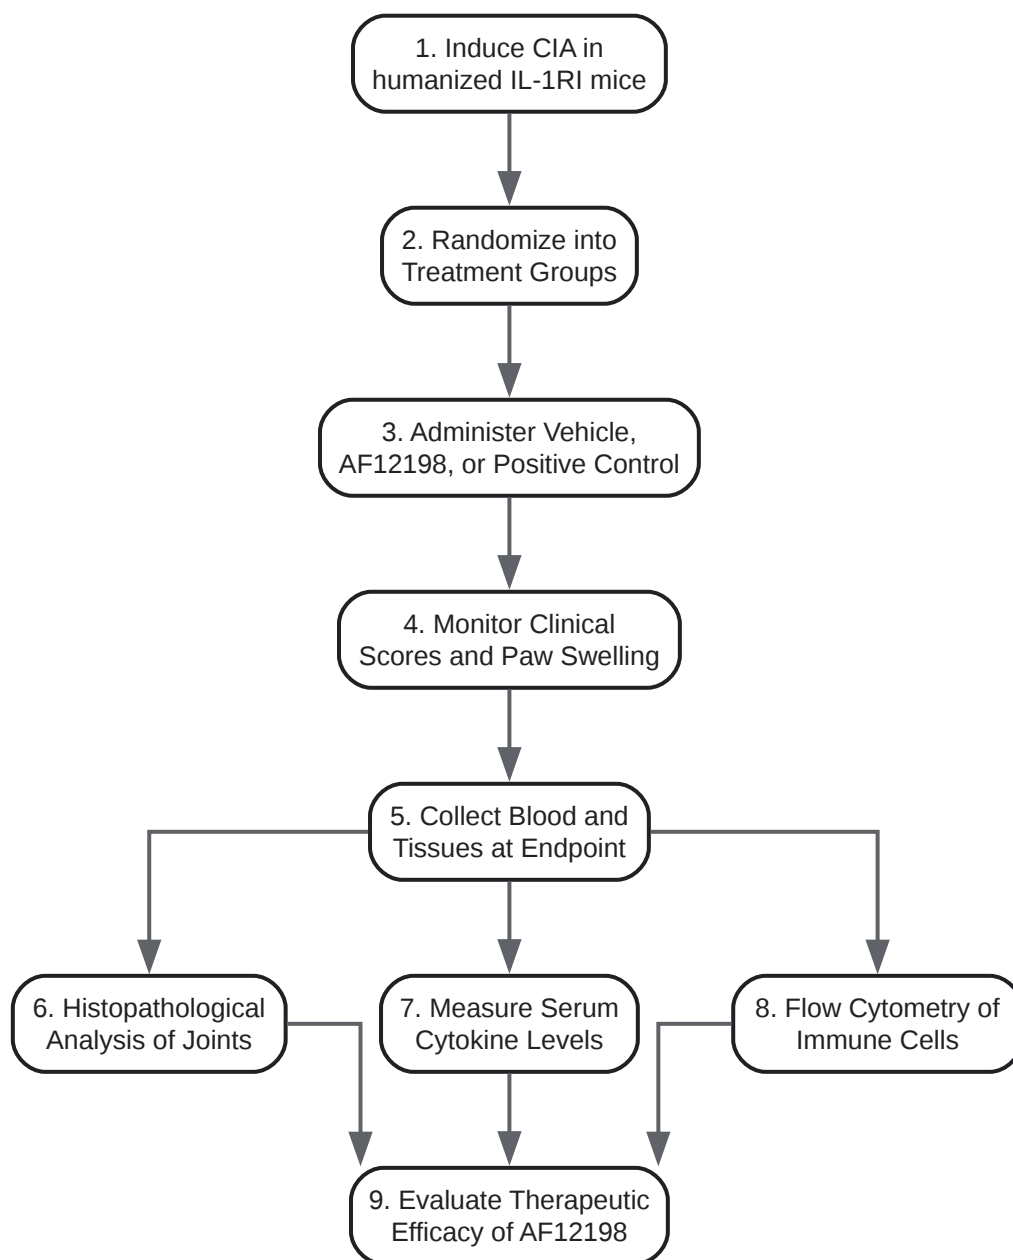 1. Induce CIA in
humanized IL-1RI mice
2. Randomize into
Treatment Groups
3. Administer Vehicle,
AF12198, or Positive Control
4. Monitor Clinical
Scores and Paw Swelling
5. Collect Blood and
Tissues at Endpoint
6. Histopathological
Analysis of Joints
7. Measure Serum
Cytokine Levels
8. Flow Cytometry of
Immune Cells
9. Evaluate Therapeutic
Efficacy of AF12198